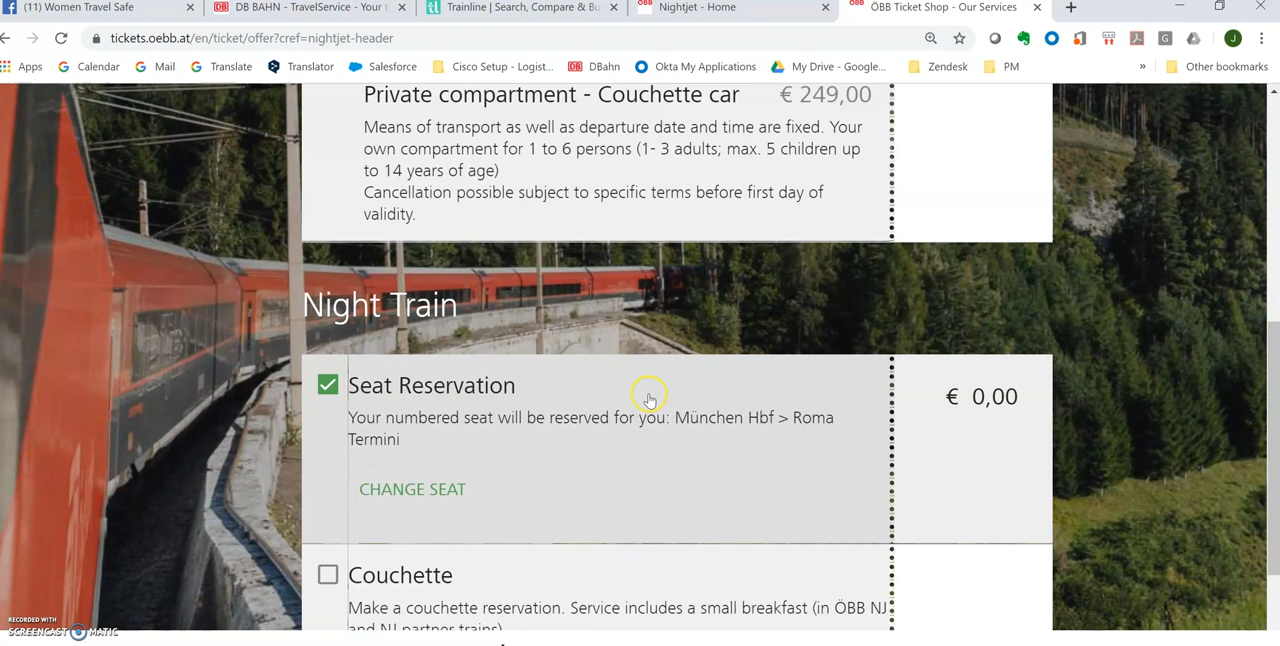 (11) Women Travel Safe
DB BAHN - TravelService - Your t
Trainline | Search, Compare & Bu
ÖBB
Nightjet - Home
ÖBB
ÖBB Ticket Shop - Our Services
tickets.oebb.at/en/ticket/offer?cref=nightjet-header
J
Apps
Calendar
Mail
Translate
Translator
Salesforce
Cisco Setup - Logist...
DBahn
Okta My Applications
My Drive - Google...
Zendesk
PM
»
Other bookmarks
Private compartment - Couchette car € 249,00
Means of transport as well as departure date and time are fixed. Your
own compartment for 1 to 6 persons (1- 3 adults; max. 5 children up
to 14 years of age)
Cancellation possible subject to specific terms before first day of
validity.
Night Train
Seat Reservation
€ 0,00
Your numbered seat will be reserved for you: München Hbf > Roma
Termini
CHANGE SEAT
Couchette
Make a couchette reservation. Service includes a small breakfast (in ÖBB NJ
and NJ partner trains)
RECORDED WITH
SCREENCAST MATIC